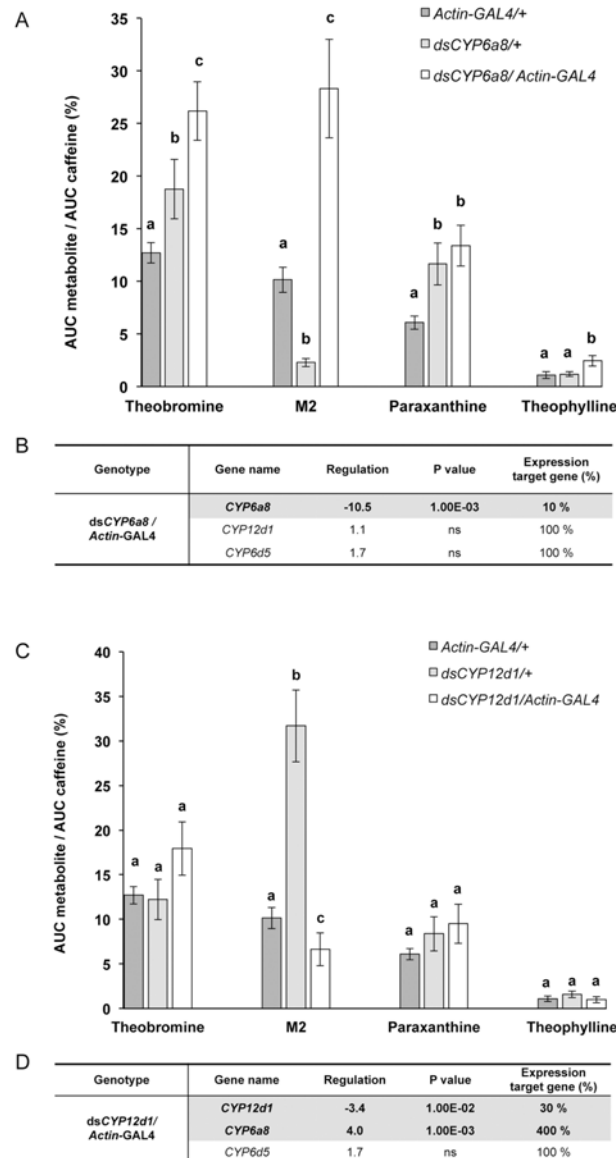 A
Actin-GAL4/+
dsCYP6a8/+
dsCYP6a8/ Actin-GAL4
AUC metabolite / AUC caffeine (%)
35
30
25
20
15
10
5
0
a b c
a b c
a b b
a a b
Theobromine M2 Paraxanthine Theophylline
B
Genotype Gene name Regulation P value Expression target gene (%)
dsCYP6a8 / Actin-GAL4
CYP6a8 -10.5 1.00E-03 10 %
CYP12d1 1.1 ns 100 %
CYP6d5 1.7 ns 100 %
C
Actin-GAL4/+
dsCYP12d1/+
dsCYP12d1/Actin-GAL4
AUC metabolite / AUC caffeine (%)
40
35
30
25
20
15
10
5
0
a a a
a b c
a a a
a a a
Theobromine M2 Paraxanthine Theophylline
D
Genotype Gene name Regulation P value Expression target gene (%)
dsCYP12d1/ Actin-GAL4
CYP12d1 -3.4 1.00E-02 30 %
CYP6a8 4.0 1.00E-03 400 %
CYP6d5 1.7 ns 100 %